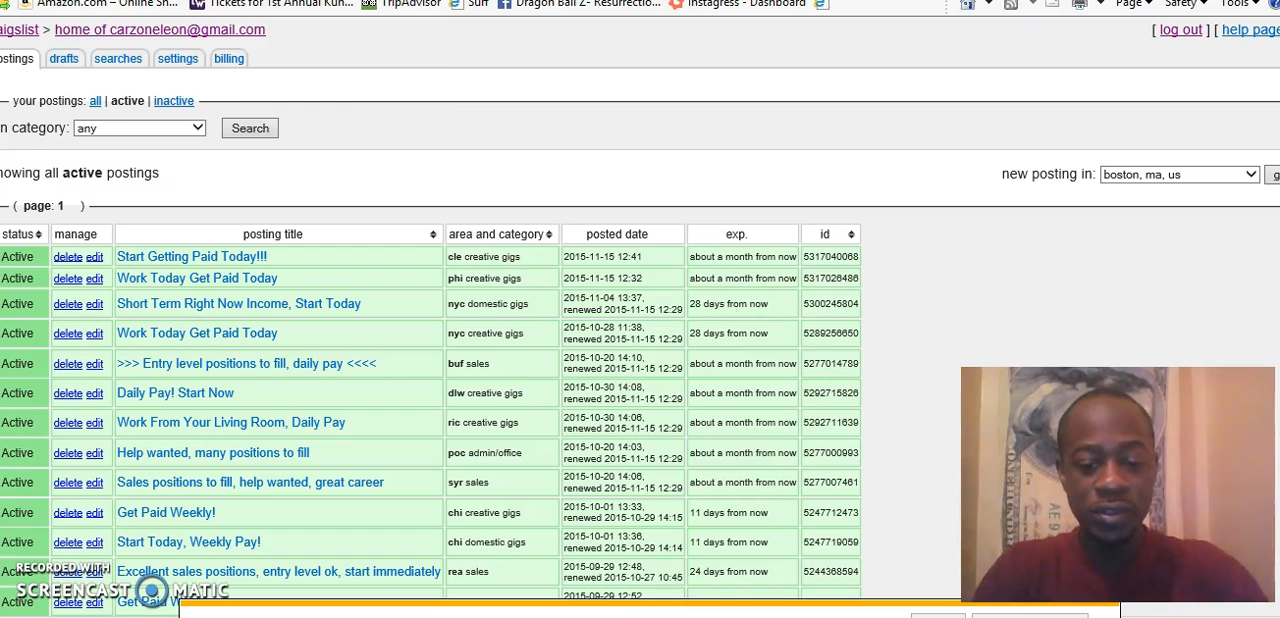 Amazon.com – Online Sh... Tickets for 1st Annual Kun... TripAdvisor Stuff Dragon Ball Z- Resurrectio... Instagress - Dashboard Page Safety Tools
aigslist > home of carzoneleon@gmail.com [ log out ] [ help page
ostings drafts searches settings billing
your postings: all | active | inactive
n category: any Search
howing all active postings new posting in: boston, ma, us g
( page: 1 )
status manage posting title area and category posted date exp. id
Active delete edit Start Getting Paid Today!!! cle creative gigs 2015-11-15 12:41 about a month from now 5317040068
Active delete edit Work Today Get Paid Today phi creative gigs 2015-11-15 12:32 about a month from now 5317026486
Active delete edit Short Term Right Now Income, Start Today nyc domestic gigs 2015-11-04 13:37, renewed 2015-11-15 12:29 28 days from now 5300245804
Active delete edit Work Today Get Paid Today nyc creative gigs 2015-10-28 11:38, renewed 2015-11-15 12:29 28 days from now 5289256650
Active delete edit >>> Entry level positions to fill, daily pay <<<< buf sales 2015-10-20 14:10, renewed 2015-11-15 12:29 about a month from now 5277014789
Active delete edit Daily Pay! Start Now dlw creative gigs 2015-10-30 14:08, renewed 2015-11-15 12:29 about a month from now 5292715826
Active delete edit Work From Your Living Room, Daily Pay ric creative gigs 2015-10-30 14:06, renewed 2015-11-15 12:29 about a month from now 5292711639
Active delete edit Help wanted, many positions to fill poc admin/office 2015-10-20 14:03, renewed 2015-11-15 12:29 about a month from now 5277000993
Active delete edit Sales positions to fill, help wanted, great career syr sales 2015-10-20 14:06, renewed 2015-11-15 12:29 about a month from now 5277007461
Active delete edit Get Paid Weekly! chi creative gigs 2015-10-01 13:33, renewed 2015-10-29 14:15 11 days from now 5247712473
Active delete edit Start Today, Weekly Pay! chi domestic gigs 2015-10-01 13:36, renewed 2015-10-29 14:14 11 days from now 5247719059
Active delete edit Excellent sales positions, entry level ok, start immediately rea sales 2015-09-29 12:48, renewed 2015-10-27 10:45 24 days from now 5244368594
Active delete edit Get Paid W 2015-09-29 12:52
RECORDED WITH
SCREENCAST MATIC